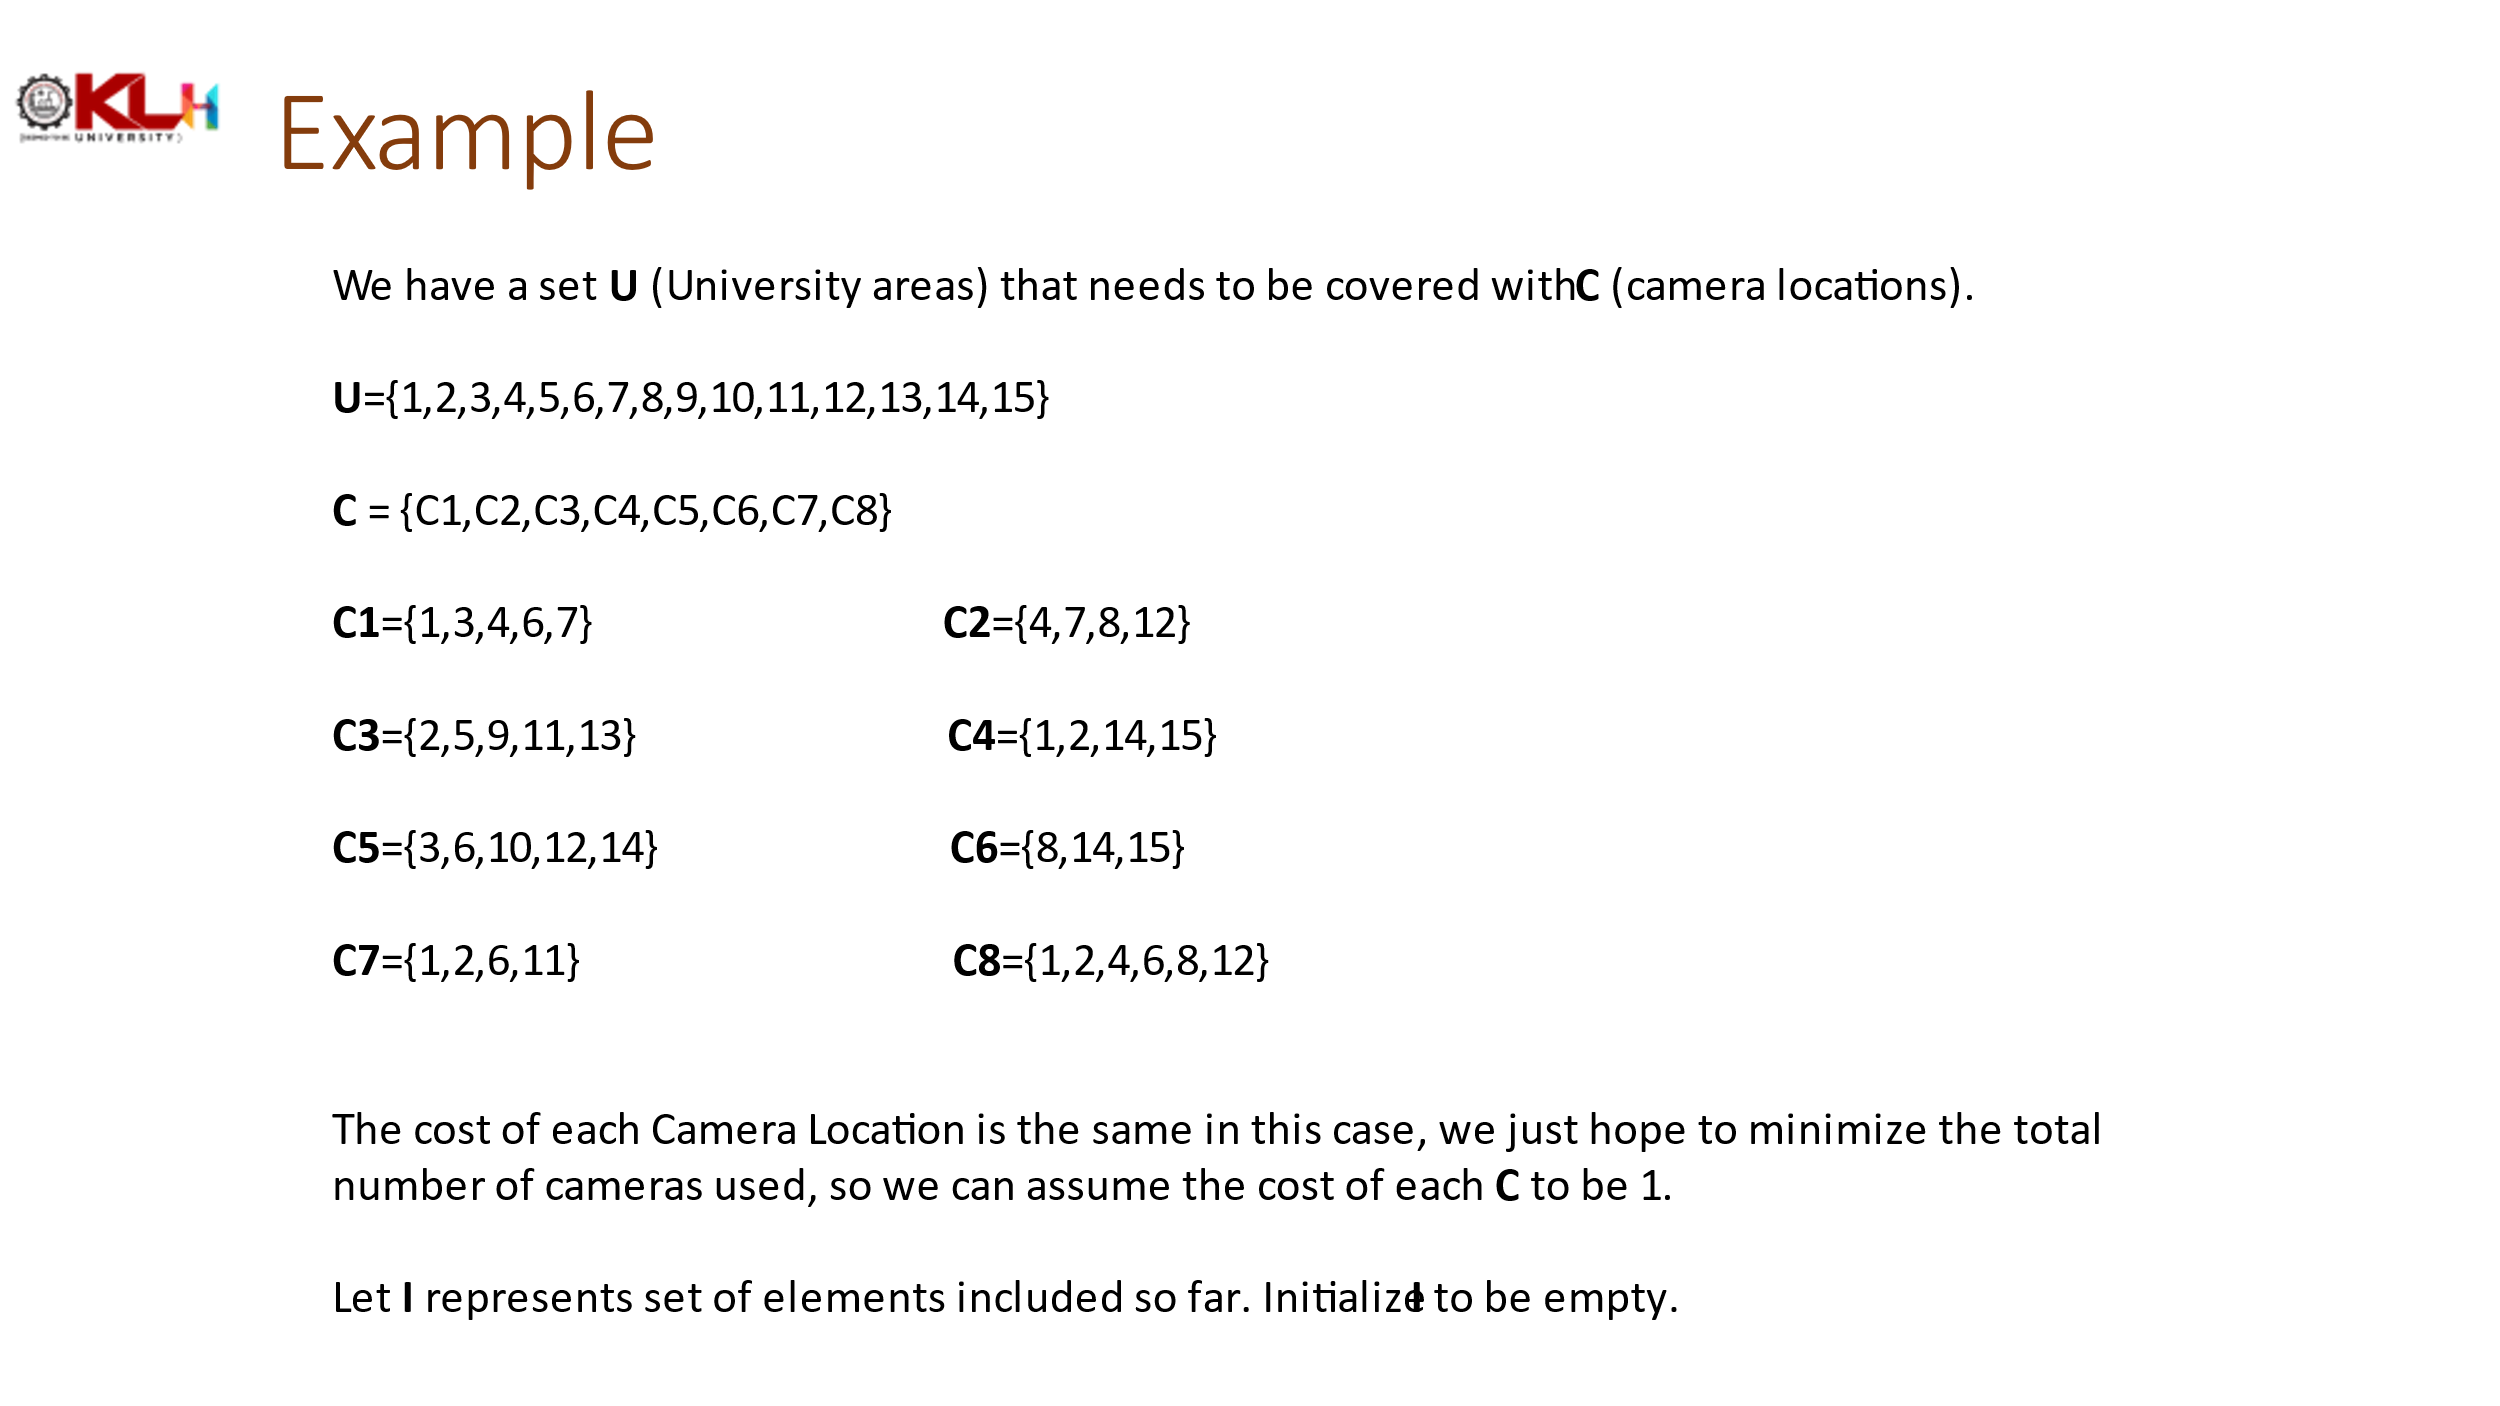 KLH
UNIVERSITY
Example
We have a set U (University areas) that needs to be covered withC (camera locations).
U={1,2,3,4,5,6,7,8,9,10,11,12,13,14,15}
C = {C1,C2,C3,C4,C5,C6,C7,C8}
C1={1,3,4,6,7} C2={4,7,8,12}
C3={2,5,9,11,13} C4={1,2,14,15}
C5={3,6,10,12,14} C6={8,14,15}
C7={1,2,6,11} C8={1,2,4,6,8,12}
The cost of each Camera Location is the same in this case, we just hope to minimize the total
number of cameras used, so we can assume the cost of each C to be 1.
Let I represents set of elements included so far. Initialize I to be empty.